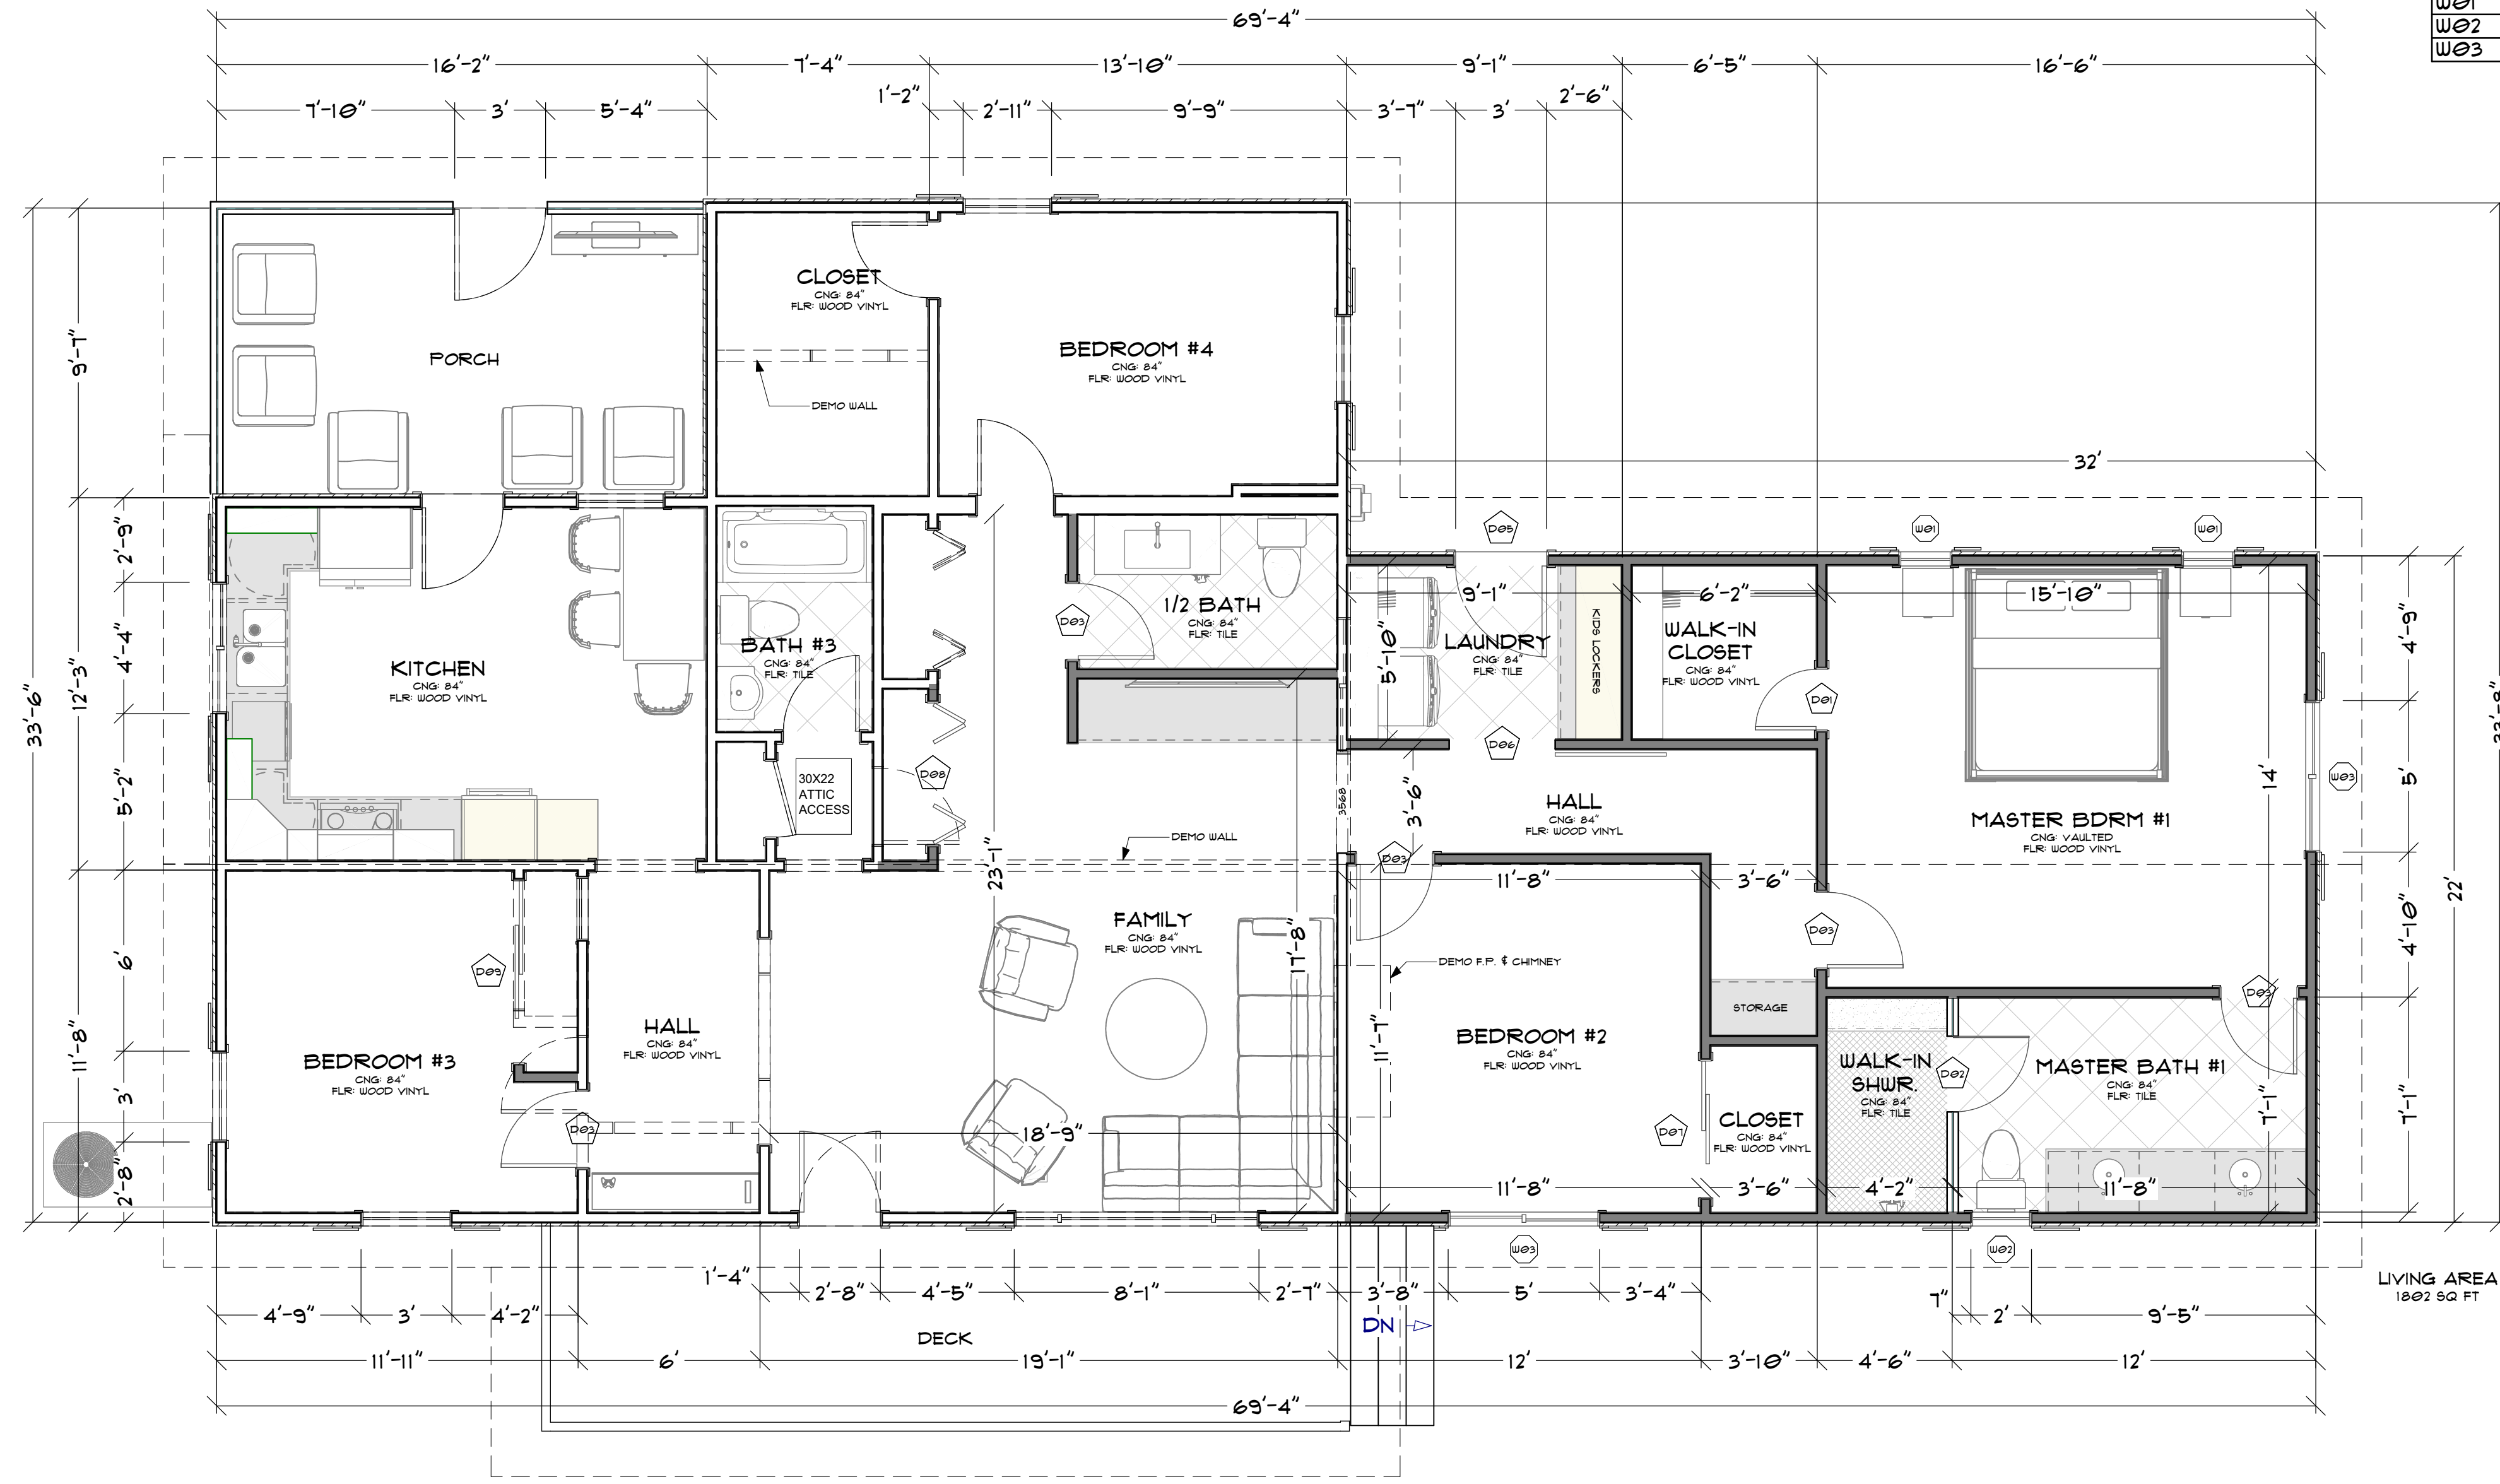 69'-4"
W01
W02
W03
16'-2"
7'-4"
13'-10"
9'-1"
6'-5"
16'-6"
7'-10"
3'
5'-4"
1'-2"
2'-11"
9'-9"
3'-7"
3'
2'-6"
CLOSET
CNG: 84"
FLR: WOOD VINYL
DEMO WALL
PORCH
BEDROOM #4
CNG: 84"
FLR: WOOD VINYL
33'-6"
9'-7"
12'-3"
11'-8"
2'-9"
4'-4"
5'-2"
6'
3'
2'-8"
32'
D05
W01
W01
KITCHEN
CNG: 84"
FLR: WOOD VINYL
BATH #3
CNG: 84"
FLR: TILE
D03
1/2 BATH
CNG: 84"
FLR: TILE
9'-1"
5'-10"
LAUNDRY
CNG: 84"
FLR: TILE
KIDS LOCKERS
D06
6'-2"
WALK-IN
CLOSET
CNG: 84"
FLR: WOOD VINYL
D01
15'-10"
14'
MASTER BDRM #1
CNG: VAULTED
FLR: WOOD VINYL
W03
4'-9"
5'
4'-10"
7'-1"
22'
33'-8"
30X22
ATTIC
ACCESS
D08
DEMO WALL
23'-1"
3568
3'-6"
HALL
CNG: 84"
FLR: WOOD VINYL
D03
11'-8"
3'-6"
D09
BEDROOM #3
CNG: 84"
FLR: WOOD VINYL
D03
HALL
CNG: 84"
FLR: WOOD VINYL
FAMILY
CNG: 84"
FLR: WOOD VINYL
17'-8"
18'-9"
DEMO F.P. & CHIMNEY
11'-7"
BEDROOM #2
CNG: 84"
FLR: WOOD VINYL
D07
11'-8"
D03
STORAGE
CLOSET
CNG: 84"
FLR: WOOD VINYL
3'-6"
WALK-IN
SHWR.
CNG: 84"
FLR: TILE
4'-2"
D02
D03
MASTER BATH #1
CNG: 84"
FLR: TILE
7'-1"
11'-8"
W03
W02
1'-4"
2'-8"
4'-5"
8'-1"
2'-7"
3'-8"
5'
3'-4"
LIVING AREA
1802 SQ FT
4'-9"
3'
4'-2"
7"
2'
9'-5"
DECK
DN
11'-11"
6'
19'-1"
12'
3'-10"
4'-6"
12'
69'-4"